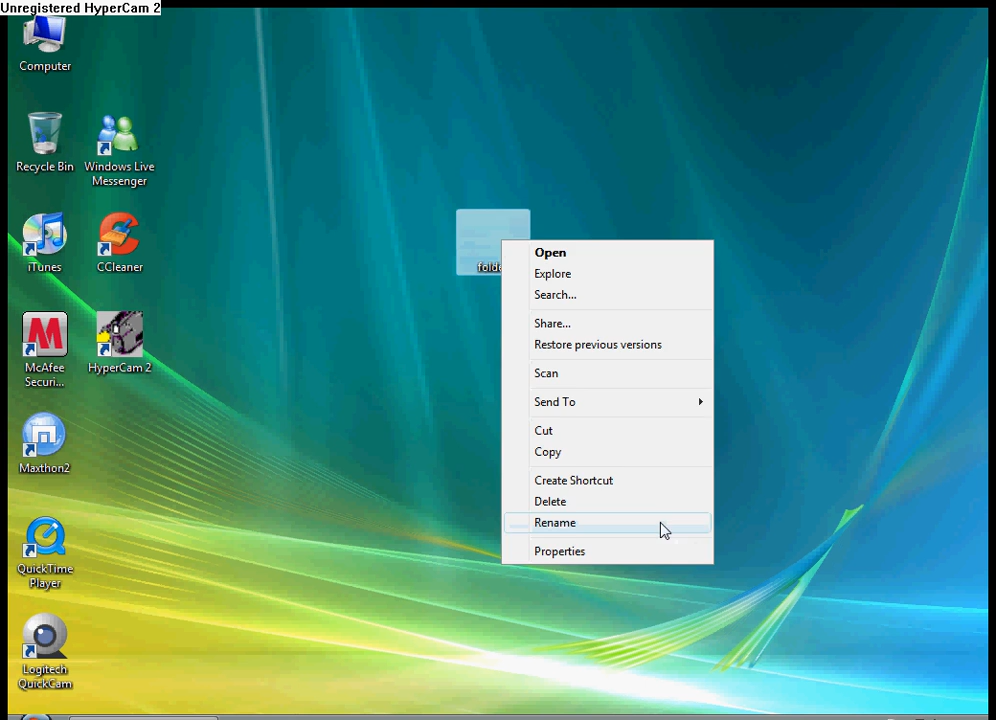 Unregistered HyperCam 2
Computer
Recycle Bin
Windows Live
Messenger
iTunes
CCleaner
McAfee
Securi...
HyperCam 2
Maxthon2
QuickTime
Player
Logitech
QuickCam
folde
Open
Explore
Search...
Share...
Restore previous versions
Scan
Send To
Cut
Copy
Create Shortcut
Delete
Rename
Properties